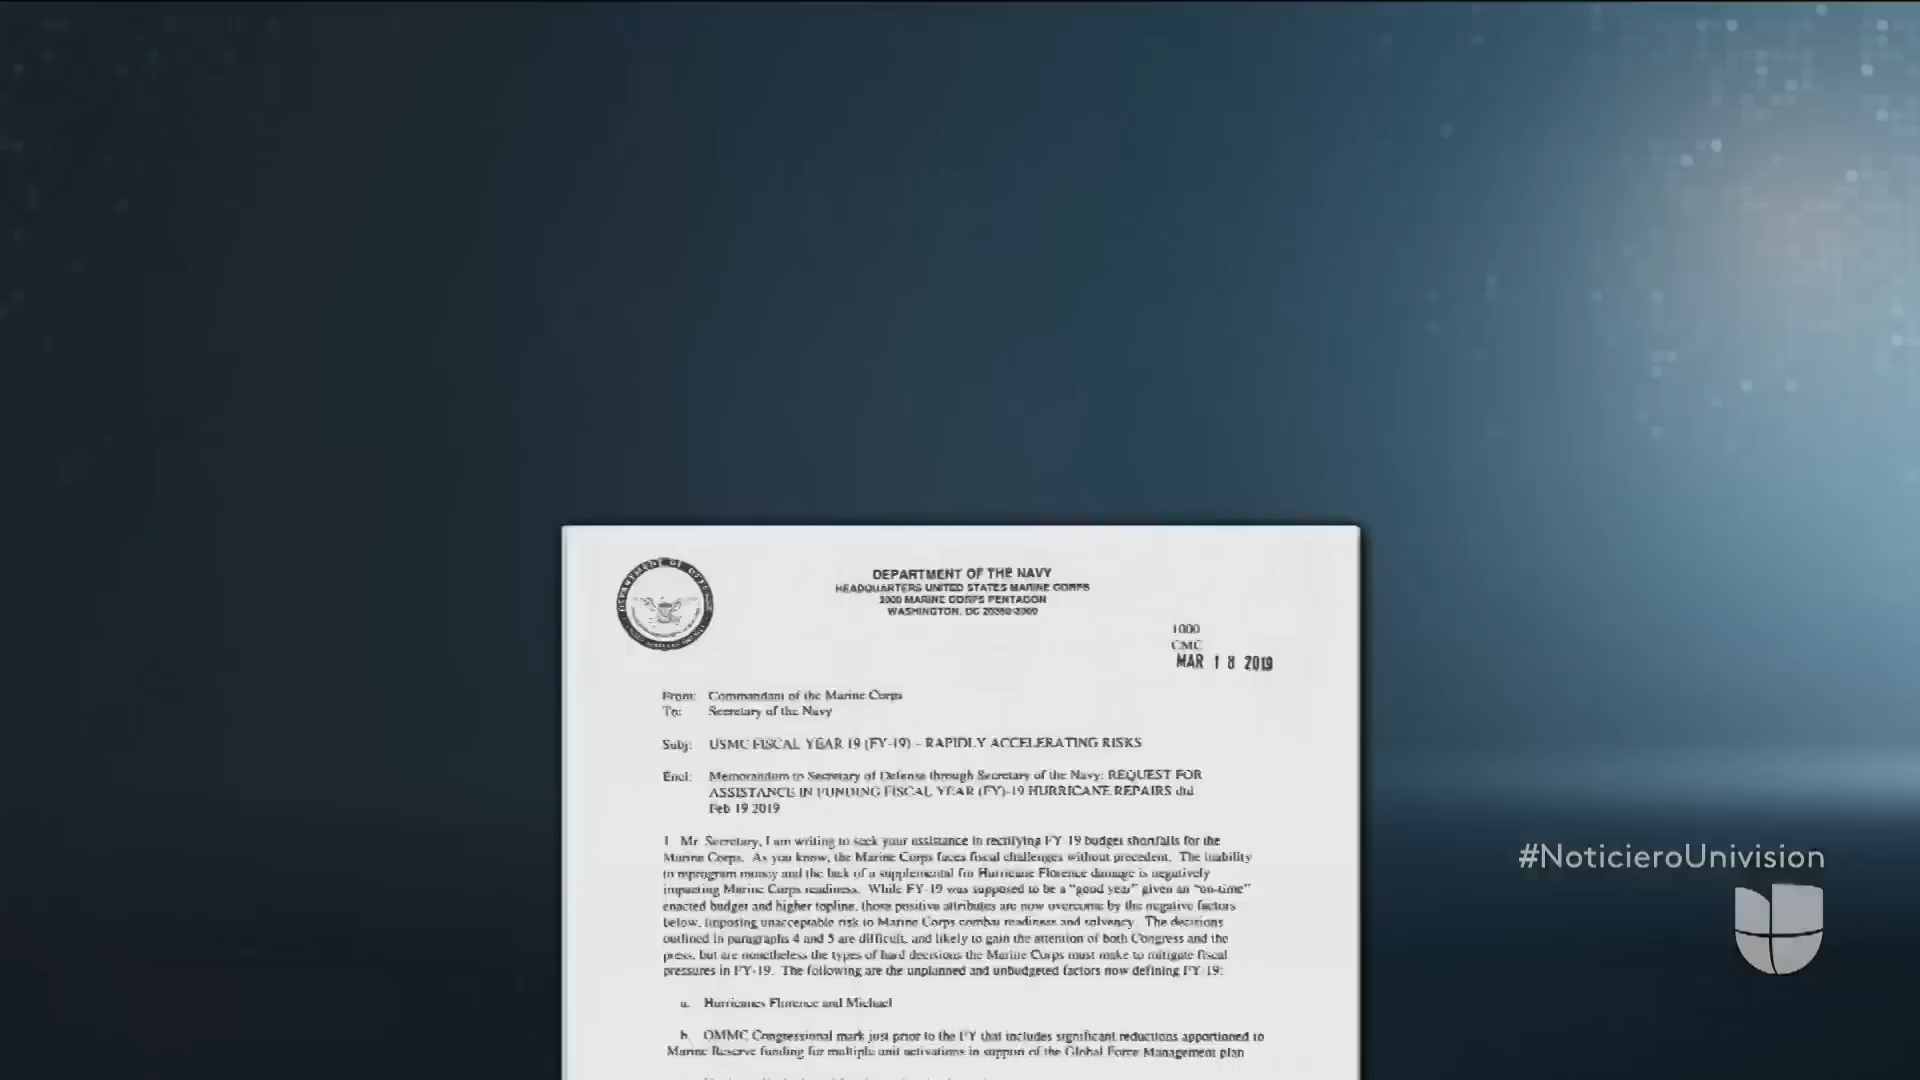 DEPARTMENT OF DEFENSE
DEPARTMENT OF THE NAVY
HEADQUARTERS UNITED STATES MARINE CORPS
3000 MARINE CORPS PENTAGON
WASHINGTON, DC 20350-3000
1000
CMC
MAR 18 2019
From: Commandant of the Marine Corps
To: Secretary of the Navy
Subj: USMC FISCAL YEAR 19 (FY-19) – RAPIDLY ACCELERATING RISKS
Encl: Memorandum to Secretary of Defense through Secretary of the Navy: REQUEST FOR
ASSISTANCE IN FUNDING FISCAL YEAR (FY)-19 HURRICANE REPAIRS dtd
Feb 19 2019
1 Mr. Secretary, I am writing to seek your assistance in rectifying FY-19 budget shortfalls for the
Marine Corps. As you know, the Marine Corps faces fiscal challenges without precedent. The inability
to reprogram money and the lack of a supplemental for Hurricane Florence damage is negatively
impacting Marine Corps readiness. While FY-19 was supposed to be a "good year" given an "on-time"
enacted budget and higher topline, those positive attributes are now overcome by the negative factors
below, imposing unacceptable risk to Marine Corps combat readiness and solvency. The decisions
outlined in paragraphs 4 and 5 are difficult, and likely to gain the attention of both Congress and the
press, but are nonetheless the types of hard decisions the Marine Corps must make to mitigate fiscal
pressures in FY-19. The following are the unplanned and unbudgeted factors now defining FY-19:
a. Hurricanes Florence and Michael
b. OMMC Congressional mark just prior to the FY that includes significant reductions apportioned to
Marine Reserve funding for multiple unit activations in support of the Global Force Management plan
#NoticieroUnivision